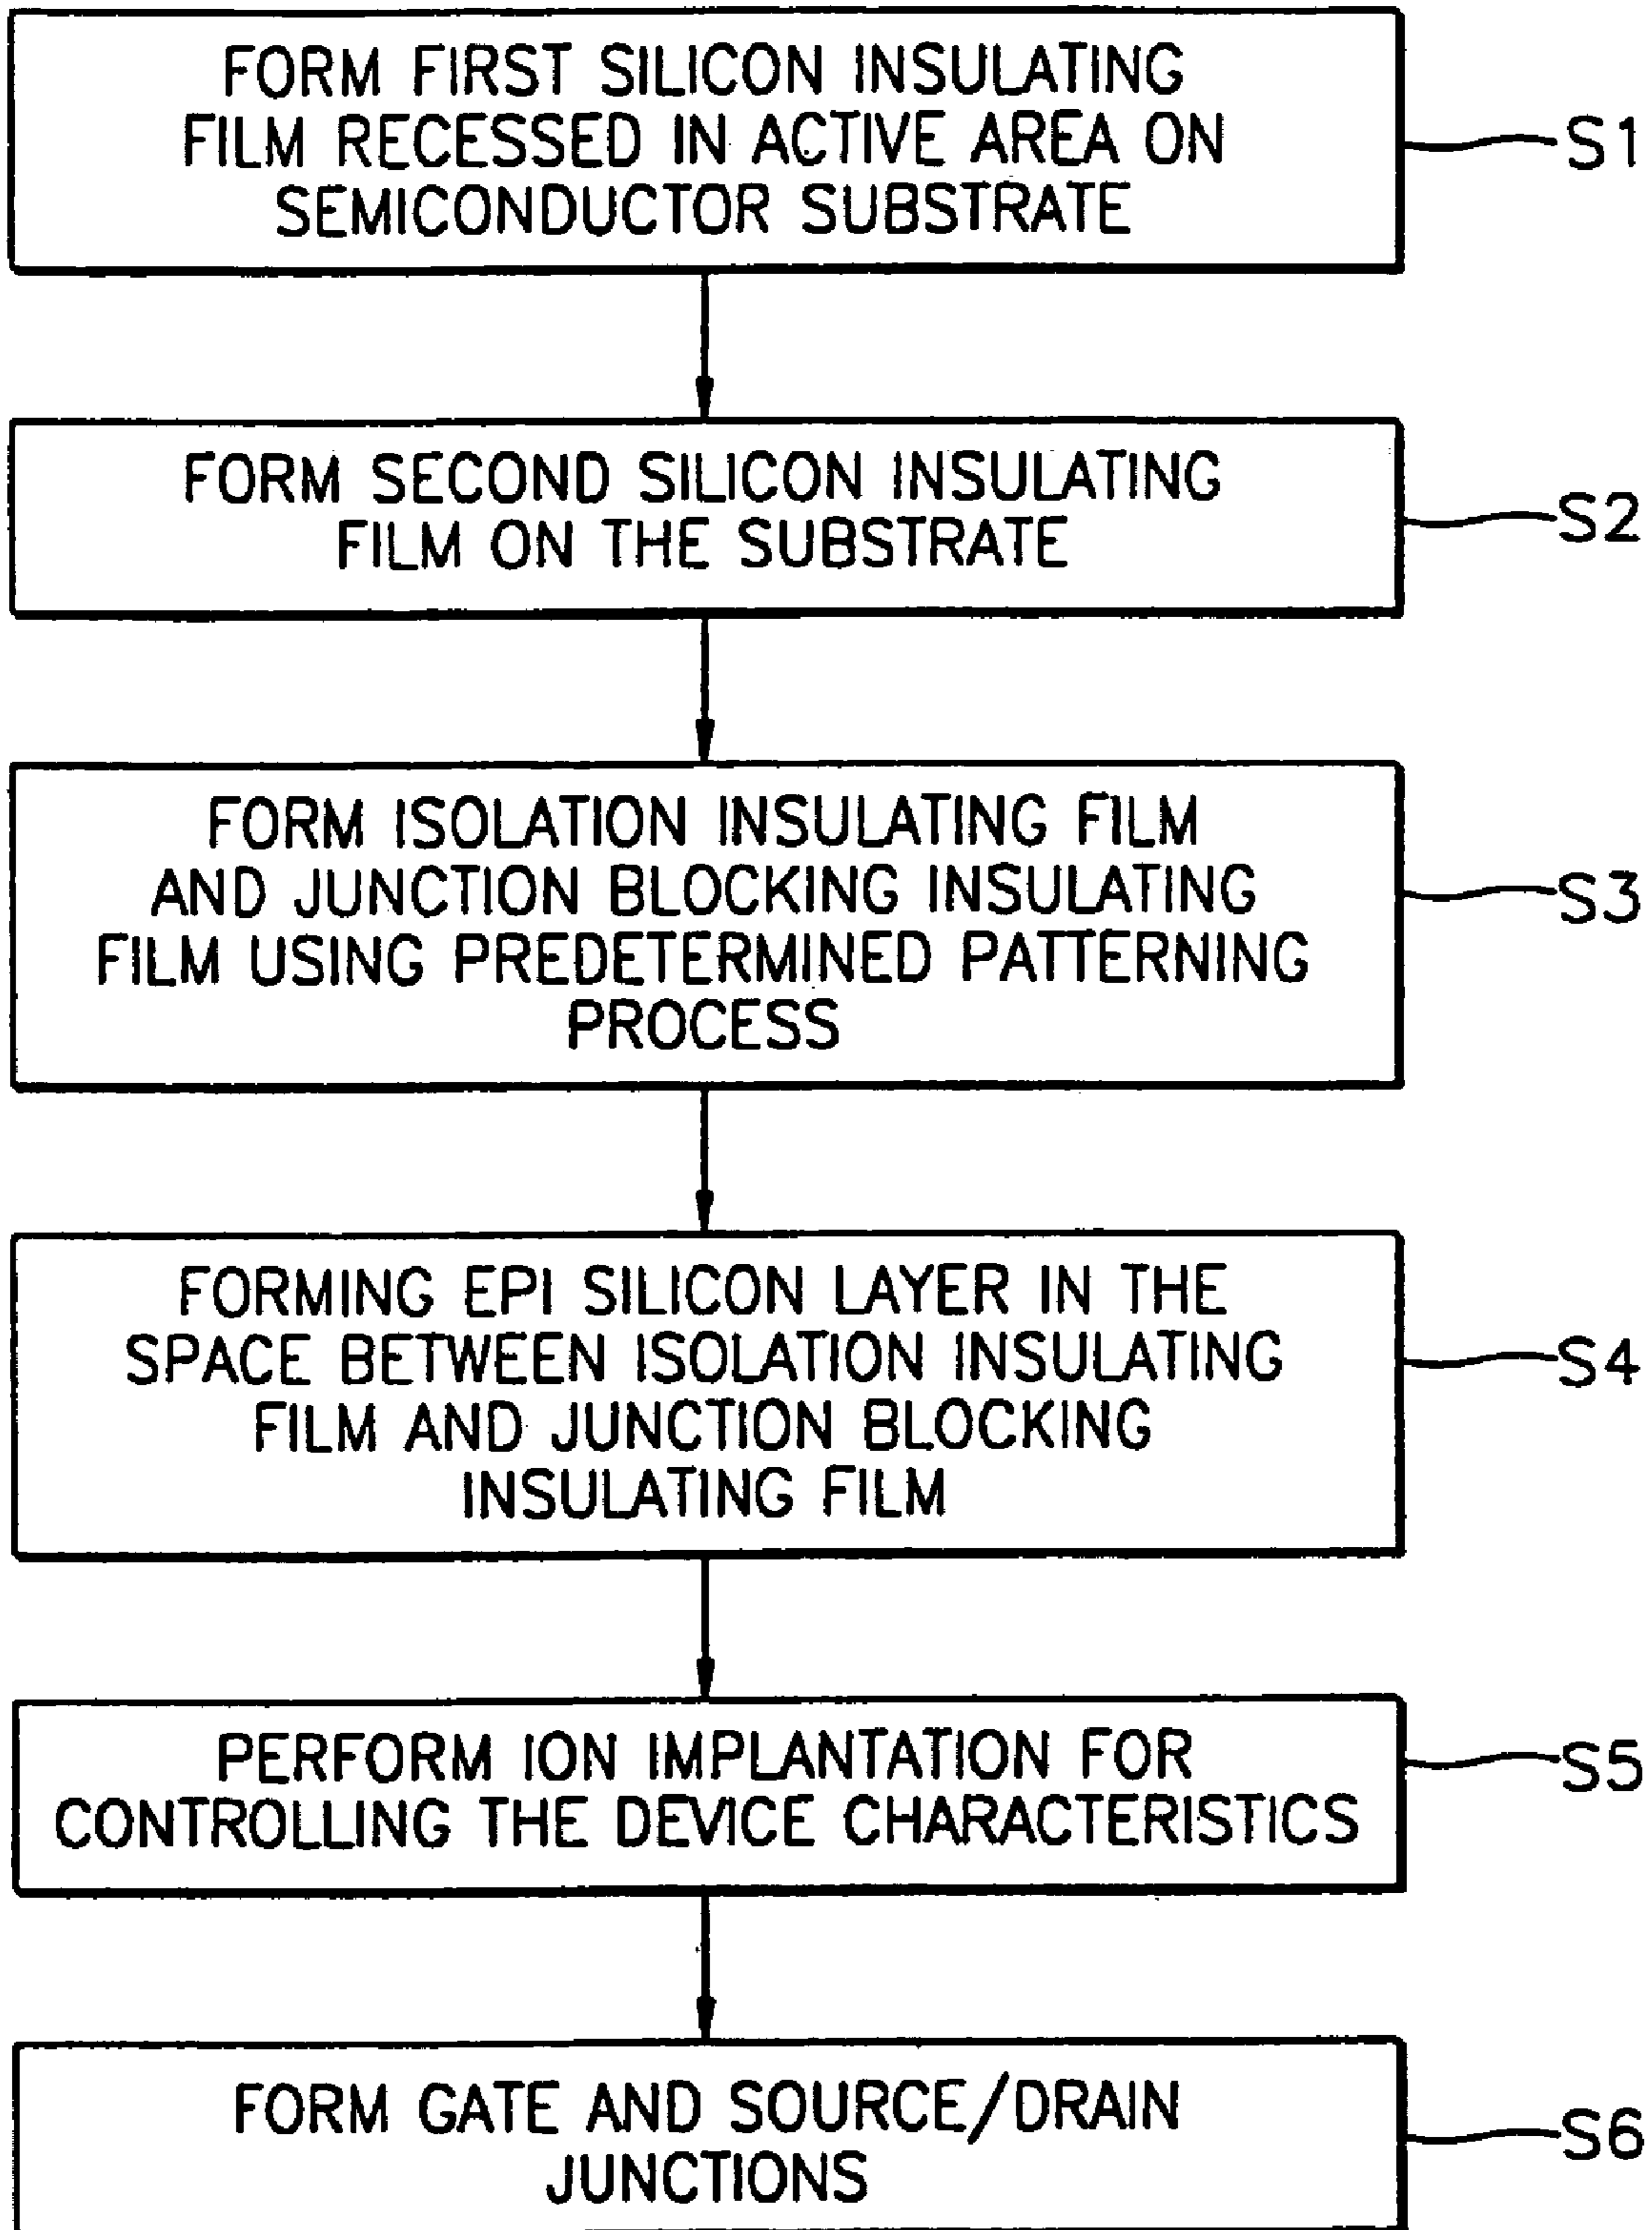 FORM FIRST SILICON INSULATING
FILM RECESSED IN ACTIVE AREA ON
SEMICONDUCTOR SUBSTRATE
S1
FORM SECOND SILICON INSULATING
FILM ON THE SUBSTRATE
S2
FORM ISOLATION INSULATING FILM
AND JUNCTION BLOCKING INSULATING
FILM USING PREDETERMINED PATTERNING
PROCESS
S3
FORMING EPI SILICON LAYER IN THE
SPACE BETWEEN ISOLATION INSULATING
FILM AND JUNCTION BLOCKING
INSULATING FILM
S4
PERFORM ION IMPLANTATION FOR
CONTROLLING THE DEVICE CHARACTERISTICS
S5
FORM GATE AND SOURCE/DRAIN
JUNCTIONS
S6